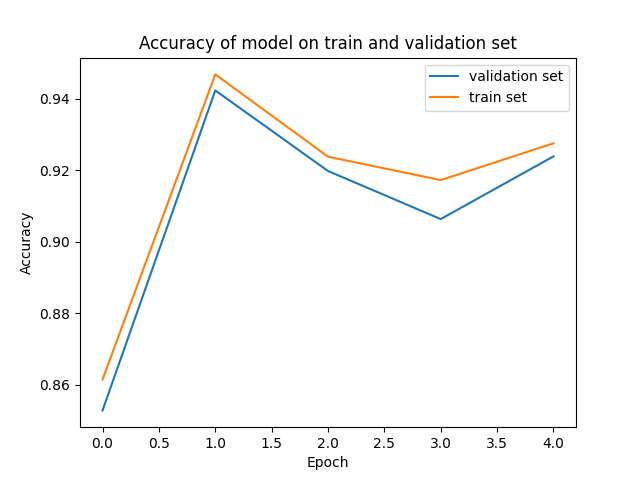 Accuracy of model on train and validation set
validation set
train set
0.94
0.92
0.90
0.88
0.86
Accuracy
0.0 0.5 1.0 1.5 2.0 2.5 3.0 3.5 4.0
Epoch